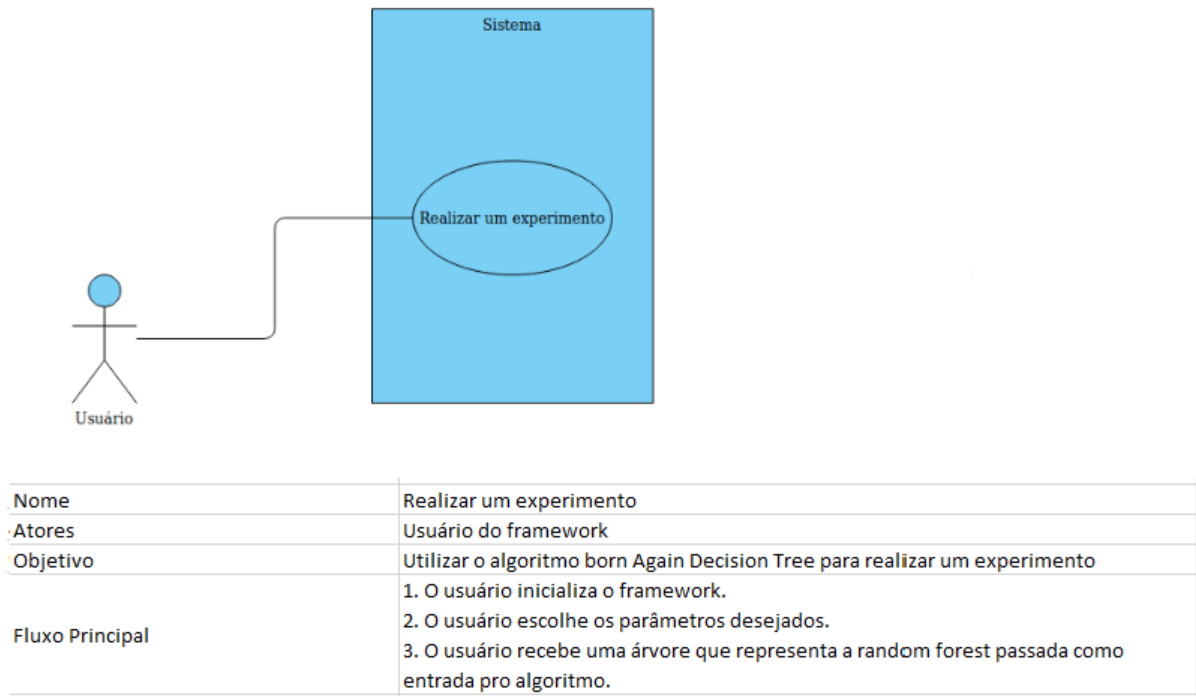 Sistema
Realizar um experimento
Usuário
Nome
Realizar um experimento
Atores
Usuário do framework
Objetivo
Utilizar o algoritmo born Again Decision Tree para realizar um experimento
Fluxo Principal
1. O usuário inicializa o framework.
2. O usuário escolhe os parâmetros desejados.
3. O usuário recebe uma árvore que representa a random forest passada como
entrada pro algoritmo.